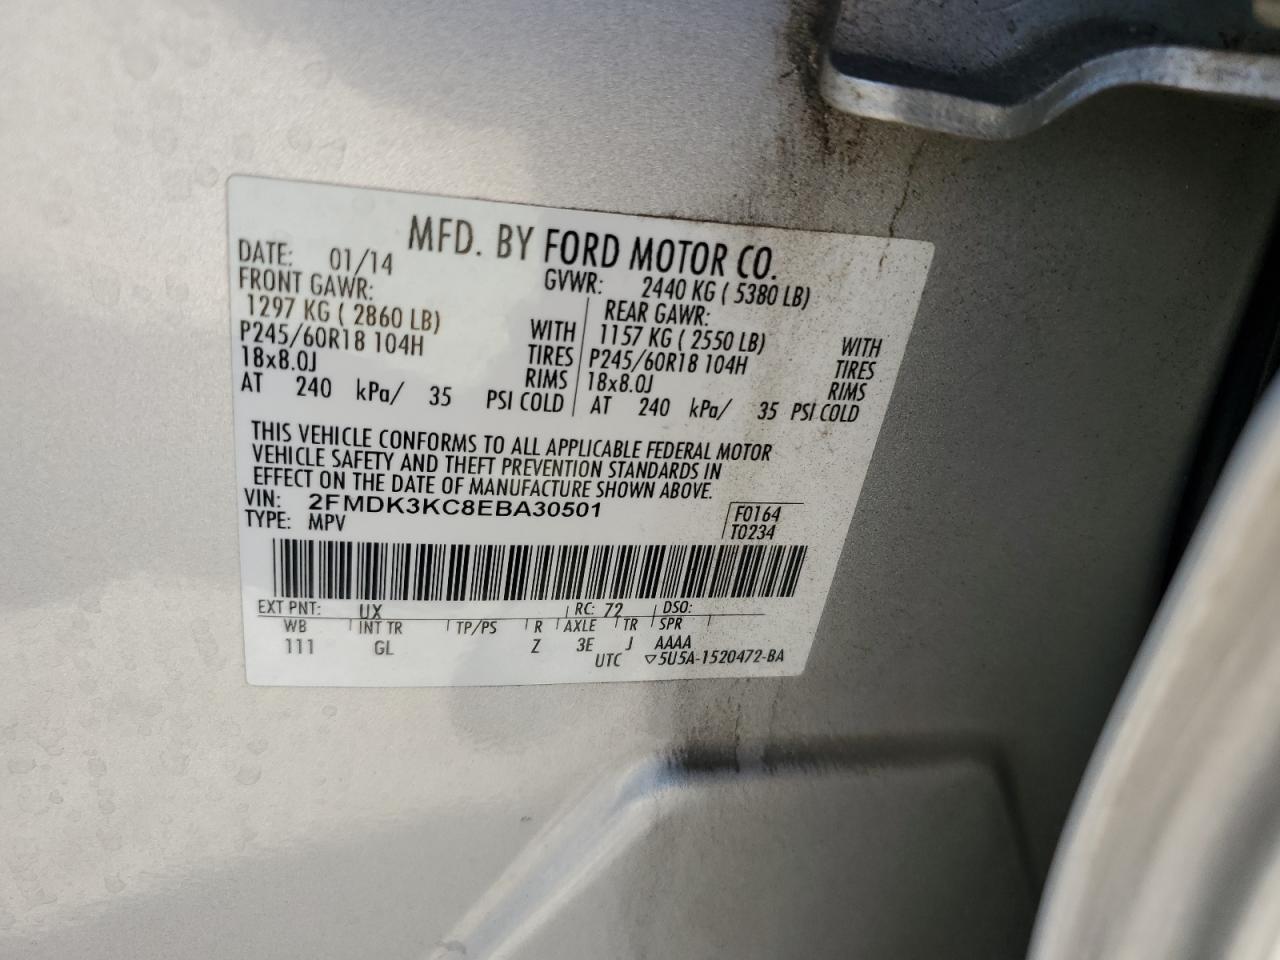 MFD. BY FORD MOTOR CO.
DATE: 01/14 GVWR: 2440 KG ( 5380 LB)
FRONT GAWR: REAR GAWR:
1297 KG ( 2860 LB) WITH 1157 KG ( 2550 LB) WITH
P245/60R18 104H TIRES P245/60R18 104H TIRES
18x8.0J RIMS 18x8.0J RIMS
AT 240 kPa/ 35 PSI COLD AT 240 kPa/ 35 PSI COLD
THIS VEHICLE CONFORMS TO ALL APPLICABLE FEDERAL MOTOR
VEHICLE SAFETY AND THEFT PREVENTION STANDARDS IN
EFFECT ON THE DATE OF MANUFACTURE SHOWN ABOVE.
VIN: 2FMDK3KC8EBA30501 F0164
TYPE: MPV T0234
EXT PNT: UX RC: 72 DSO:
WB INT TR TP/PS R AXLE TR SPR
111 GL Z 3E J AAAA
UTC ▽5U5A-1520472-BA